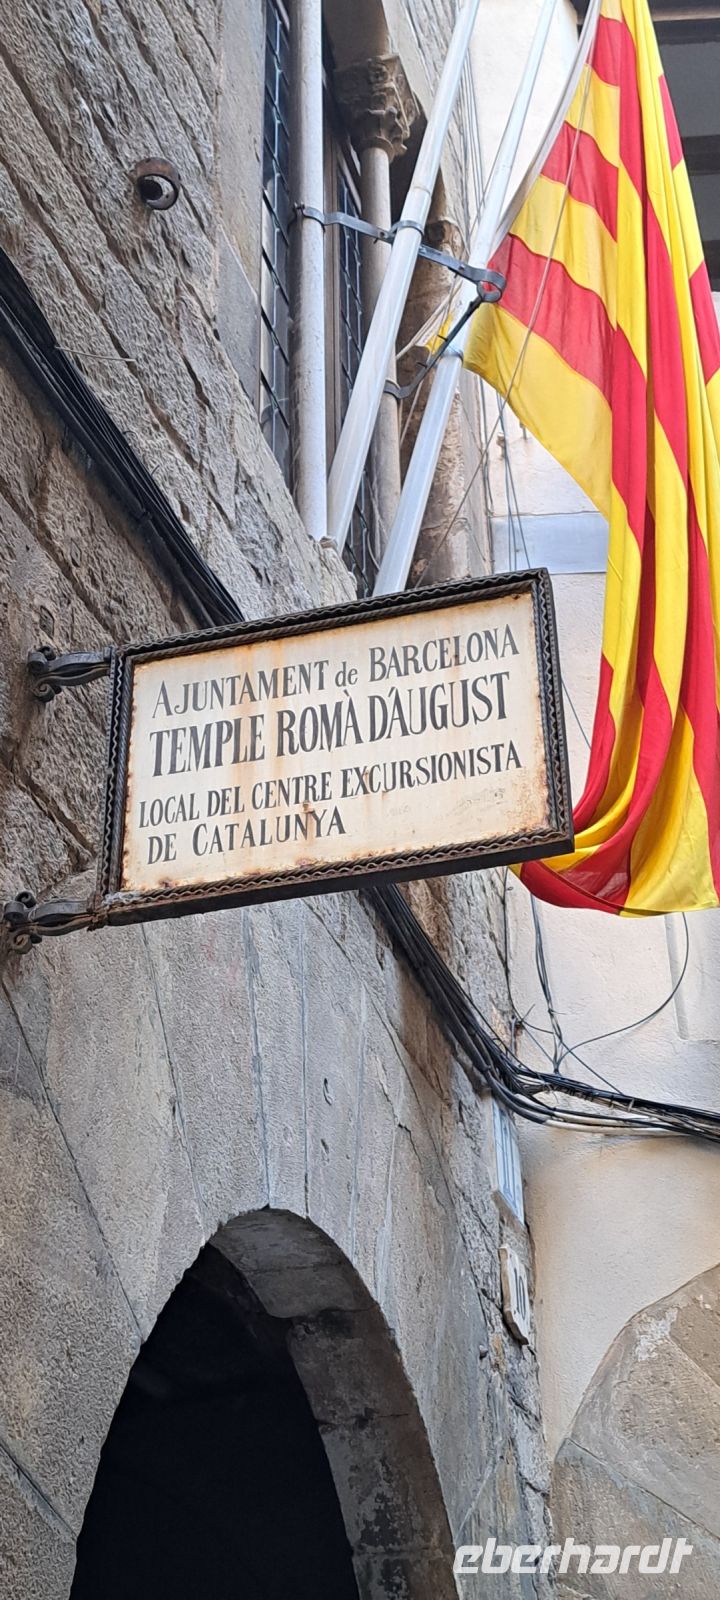 AJUNTAMENT de BARCELONA
TEMPLE ROMÀ D'AUGUST
LOCAL DEL CENTRE EXCURSIONISTA
DE CATALUNYA
10
eberhardt